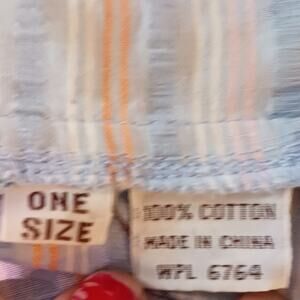 ONE
SIZE
100% COTTON
MADE IN CHINA
WPL 6764